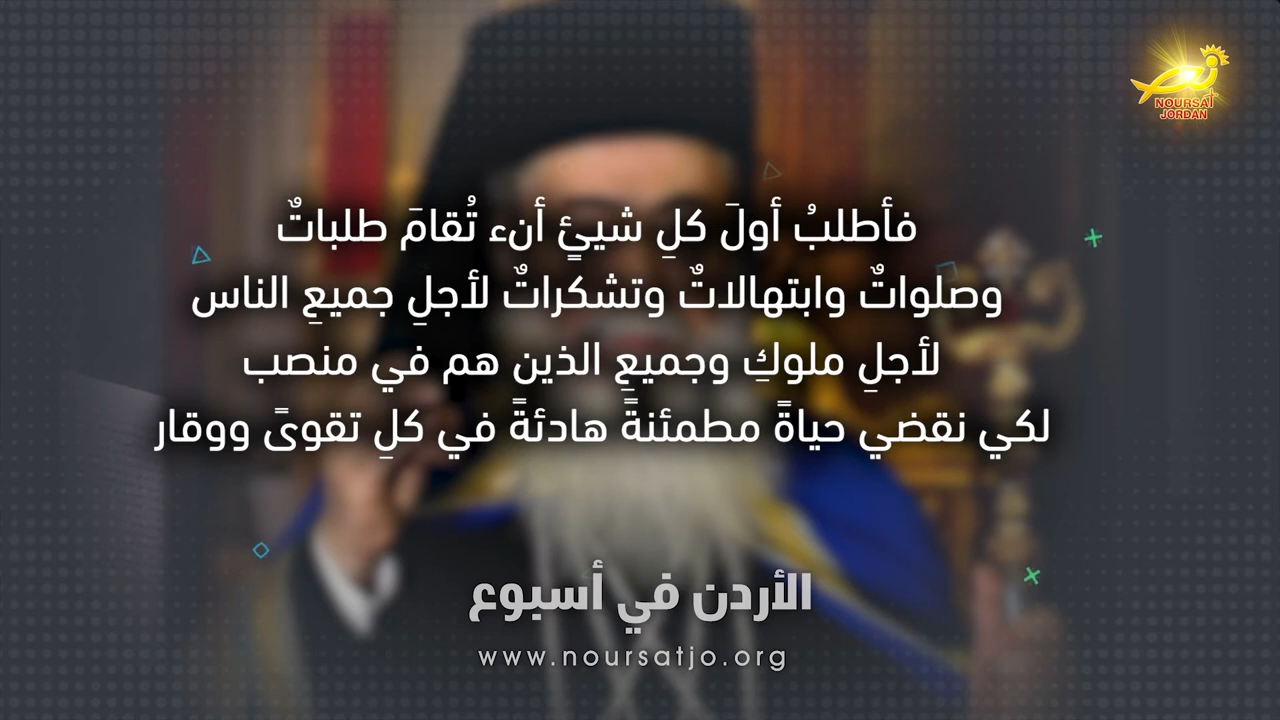 NOURSAT
JORDAN
فأطلبُ أولَ كلِ شيئٍ أنء تُقامَ طلباتٌ
وصلواتٌ وابتهالاتٌ وتشكراتٌ لأجلِ جميعِ الناس
لأجلِ ملوكِ وجميعِ الذين هم في منصب
لكي نقضي حياةً مطمئنةً هادئةً في كلِ تقوىً ووقار
الأردن في أسبوع
www.noursatjo.org